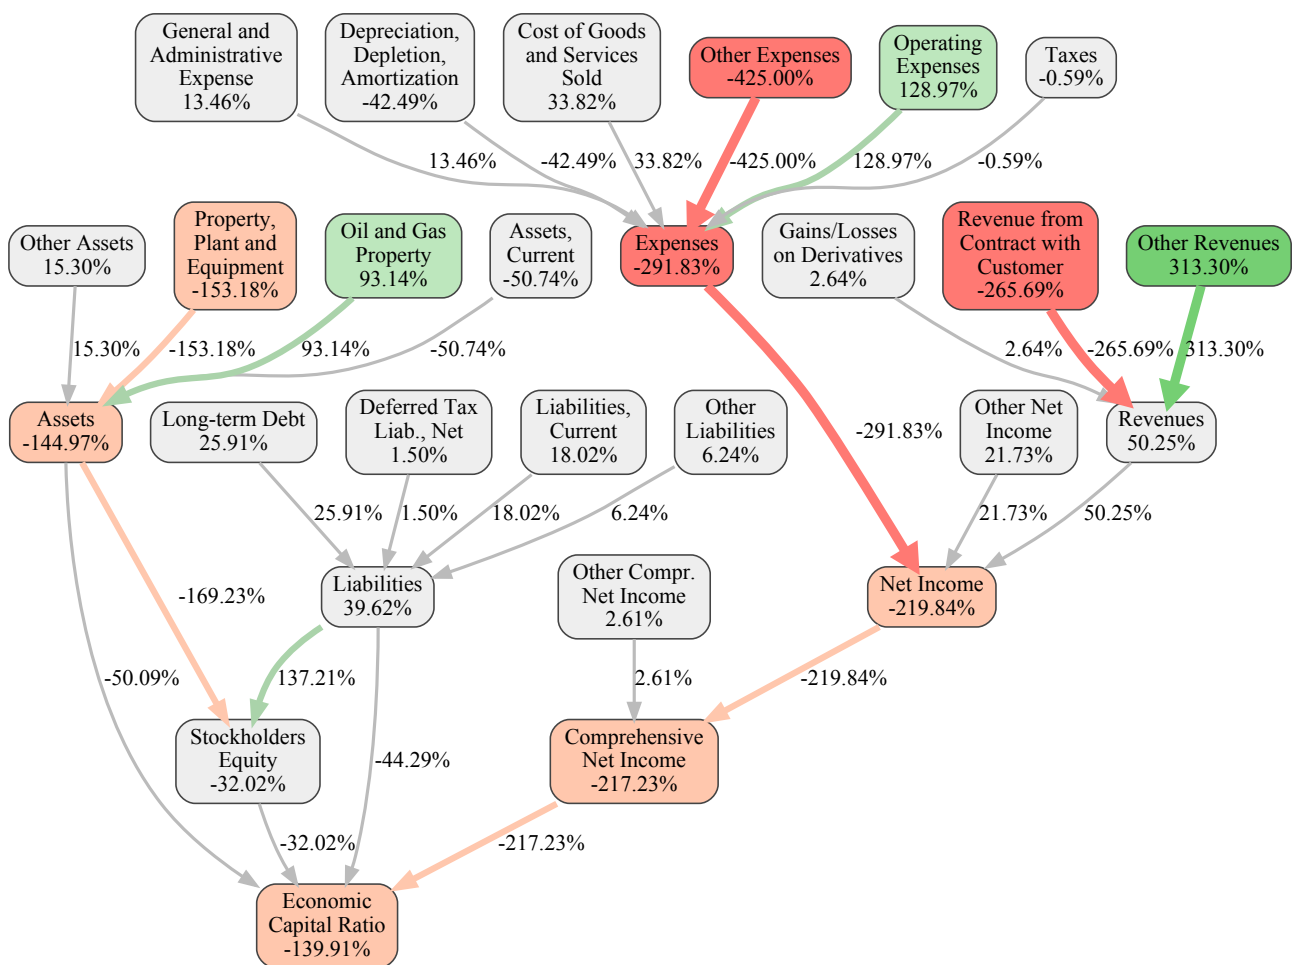 General and
Administrative
Expense
13.46%
Depreciation,
Depletion,
Amortization
-42.49%
Cost of Goods
and Services
Sold
33.82%
Other Expenses
-425.00%
Operating
Expenses
128.97%
Taxes
-0.59%
13.46%
-42.49%
33.82%
-425.00%
128.97%
-0.59%
Other Assets
15.30%
Property,
Plant and
Equipment
-153.18%
Oil and Gas
Property
93.14%
Assets,
Current
-50.74%
Expenses
-291.83%
Gains/Losses
on Derivatives
2.64%
Revenue from
Contract with
Customer
-265.69%
Other Revenues
313.30%
15.30%
-153.18%
93.14%
-50.74%
2.64%
-265.69%
313.30%
Assets
-144.97%
Long-term Debt
25.91%
Deferred Tax
Liab., Net
1.50%
Liabilities,
Current
18.02%
Other
Liabilities
6.24%
-291.83%
Other Net
Income
21.73%
Revenues
50.25%
25.91%
1.50%
18.02%
6.24%
21.73%
50.25%
-169.23%
Liabilities
39.62%
Other Compr.
Net Income
2.61%
Net Income
-219.84%
-50.09%
137.21%
2.61%
-219.84%
Stockholders
Equity
-32.02%
-44.29%
Comprehensive
Net Income
-217.23%
-32.02%
-217.23%
Economic
Capital Ratio
-139.91%